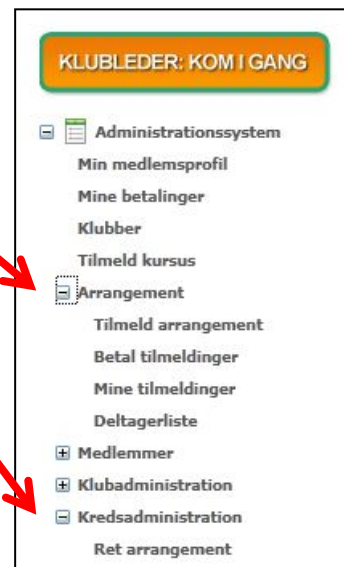 KLUBLEDER: KOM I GANG
Administrationssystem
Min medlemsprofil
Mine betalinger
Klubber
Tilmeld kursus
Arrangement
Tilmeld arrangement
Betal tilmeldinger
Mine tilmeldinger
Deltagerliste
Medlemmer
Klubadministration
Kredsadministration
Ret arrangement